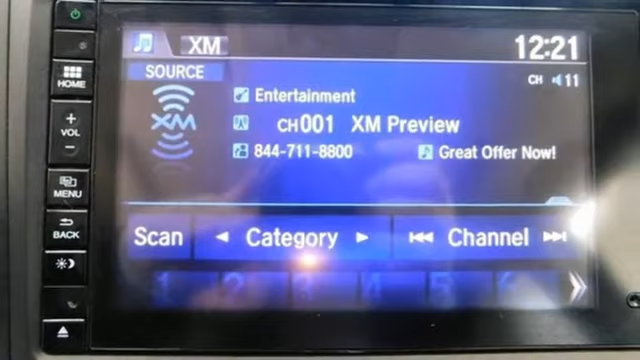 XM
12:21
HOME
SOURCE
CH 11
Entertainment
XM
+
VOL
-
CH001 XM Preview
844-711-8800
Great Offer Now!
MENU
BACK
Scan
Category
Channel
1 2 3 4 5 6